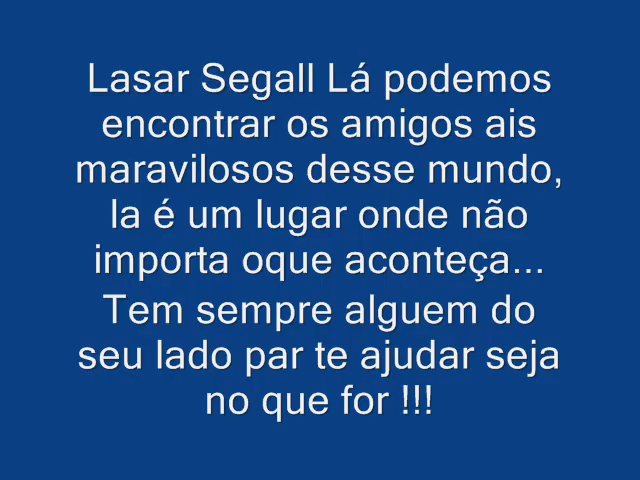 Lasar Segall Lá podemos
encontrar os amigos ais
maravilosos desse mundo,
la é um lugar onde não
importa oque aconteça...
Tem sempre alguem do
seu lado par te ajudar seja
no que for !!!